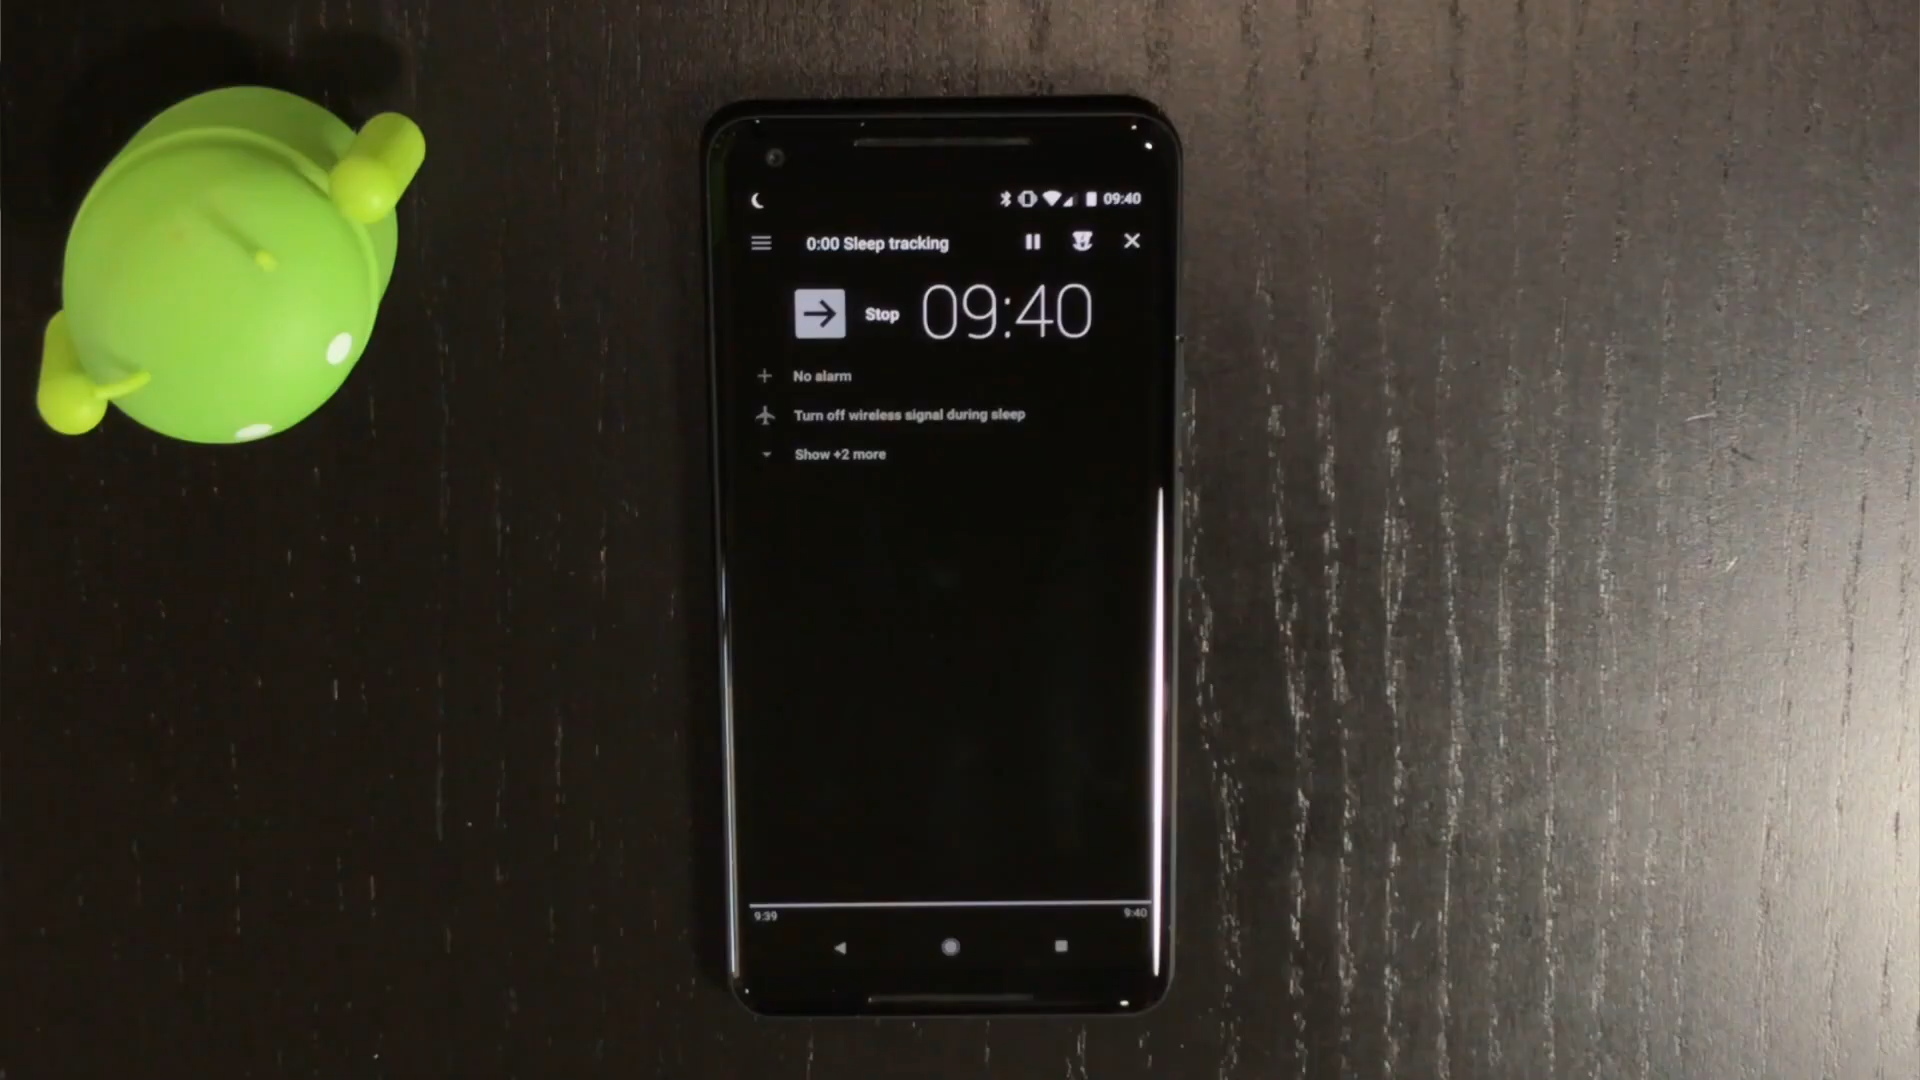 09:40
0:00 Sleep tracking
Stop 09:40
No alarm
Turn off wireless signal during sleep
Show +2 more
9:39 9:40